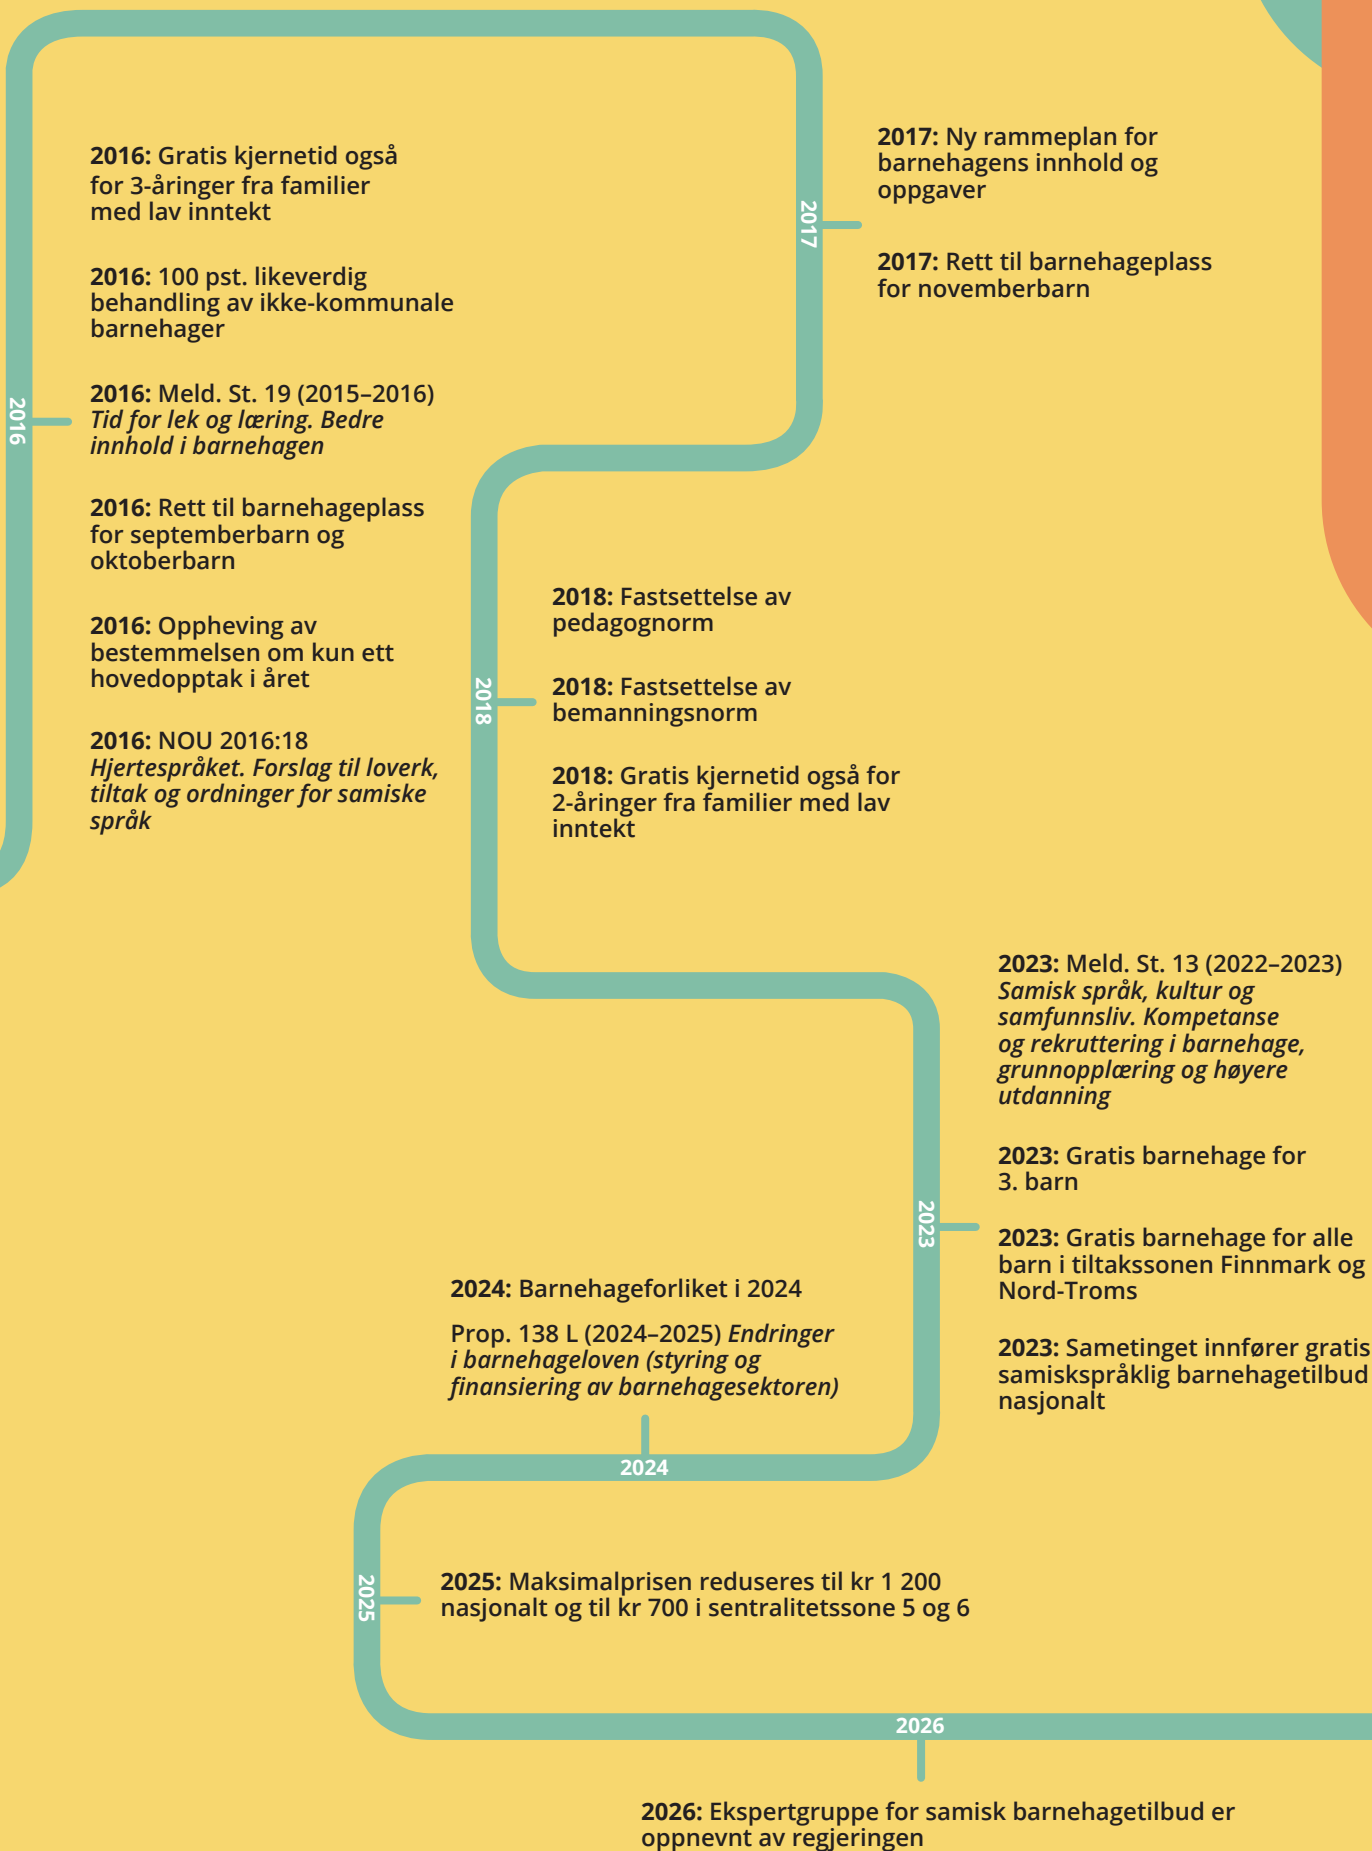 2016: Gratis kjernetid også
for 3-åringer fra familier
med lav inntekt
2016: 100 pst. likeverdig
behandling av ikke-kommunale
barnehager
2016
2016: Meld. St. 19 (2015–2016)
Tid for lek og læring. Bedre
innhold i barnehagen
2016: Rett til barnehageplass
for septemberbarn og
oktoberbarn
2016: Oppheving av
bestemmelsen om kun ett
hovedopptak i året
2016: NOU 2016:18
Hjertespråket. Forslag til loverk,
tiltak og ordninger for samiske
språk
2017
2017: Ny rammeplan for
barnehagens innhold og
oppgaver
2017: Rett til barnehageplass
for novemberbarn
2018
2018: Fastsettelse av
pedagognorm
2018: Fastsettelse av
bemanningsnorm
2018: Gratis kjernetid også for
2-åringer fra familier med lav
inntekt
2023
2023: Meld. St. 13 (2022–2023)
Samisk språk, kultur og
samfunnsliv. Kompetanse
og rekruttering i barnehage,
grunnopplæring og høyere
utdanning
2023: Gratis barnehage for
3. barn
2023: Gratis barnehage for alle
barn i tiltakssonen Finnmark og
Nord-Troms
2023: Sametinget innfører gratis
samiskspråklig barnehagetilbud
nasjonalt
2024: Barnehageforliket i 2024
Prop. 138 L (2024–2025) Endringer
i barnehageloven (styring og
finansiering av barnehagesektoren)
2024
2025
2025: Maksimalprisen reduseres til kr 1 200
nasjonalt og til kr 700 i sentralitetssone 5 og 6
2026
2026: Ekspertgruppe for samisk barnehagetilbud er
oppnevnt av regjeringen